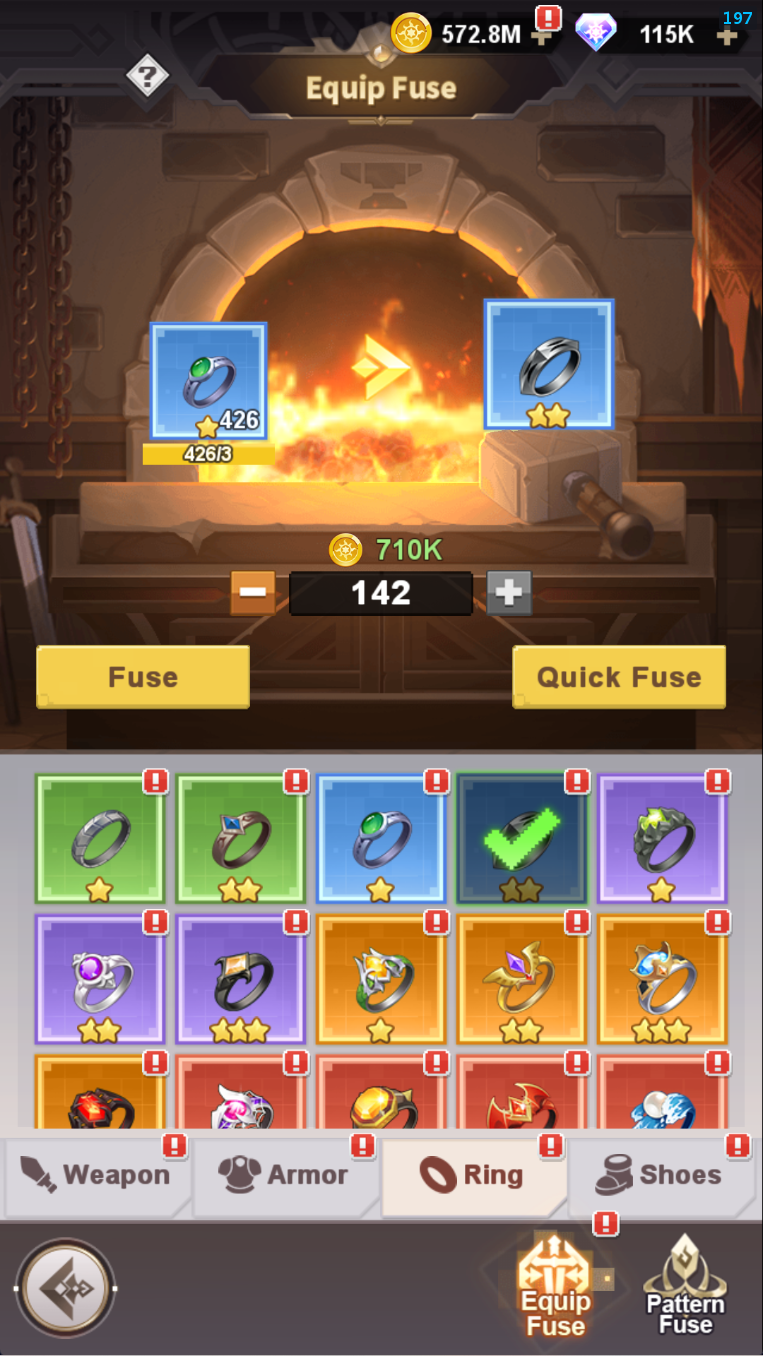 197
572.8M
115K
?
Equip Fuse
426
426/3
710K
142
Fuse
Quick Fuse
Weapon
Armor
Ring
Shoes
Equip
Fuse
Pattern
Fuse